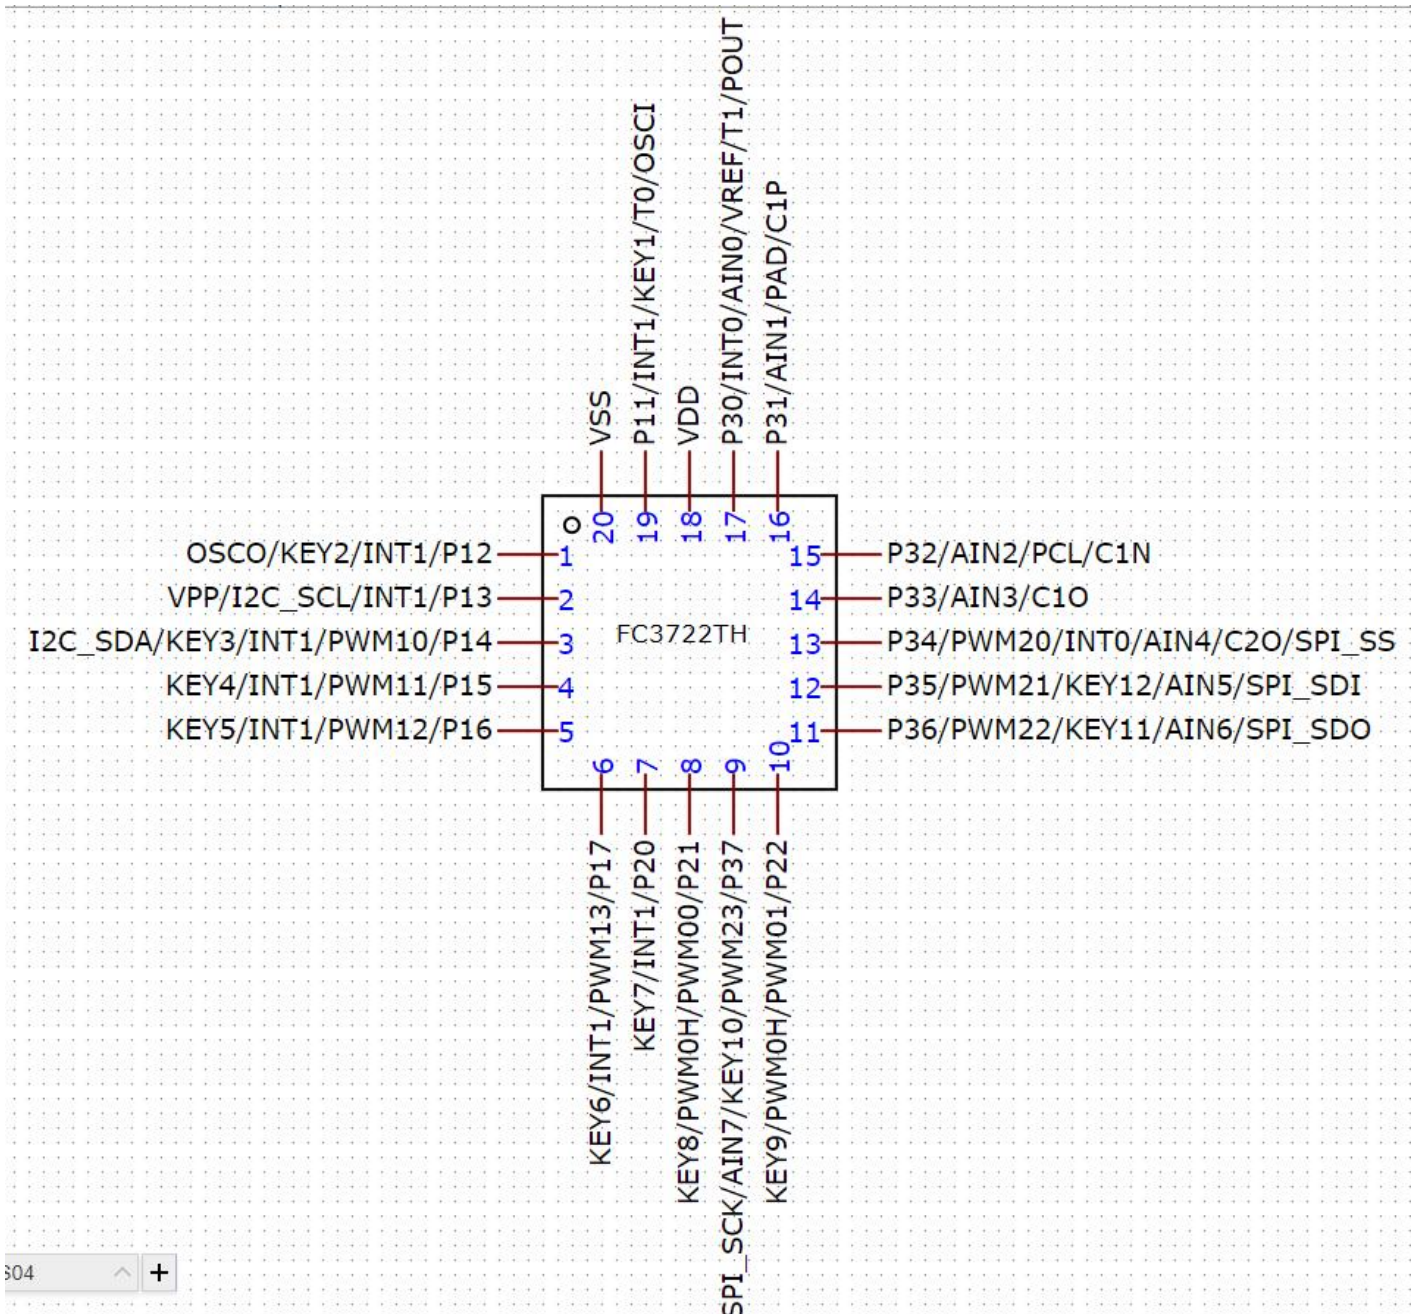 VSS
P11/INT1/KEY1/T0/OSCI
VDD
P30/INT0/AIN0/VREF/T1/POUT
P31/AIN1/PAD/C1P
20
19
18
17
16
OSCO/KEY2/INT1/P12
1
VPP/I2C_SCL/INT1/P13
2
I2C_SDA/KEY3/INT1/PWM10/P14
3
KEY4/INT1/PWM11/P15
4
KEY5/INT1/PWM12/P16
5
FC3722TH
15
P32/AIN2/PCL/C1N
14
P33/AIN3/C1O
13
P34/PWM20/INT0/AIN4/C2O/SPI_SS
12
P35/PWM21/KEY12/AIN5/SPI_SDI
11
P36/PWM22/KEY11/AIN6/SPI_SDO
6
7
8
9
10
KEY6/INT1/PWM13/P17
KEY7/INT1/P20
KEY8/PWM0H/PWM00/P21
SPI_SCK/AIN7/KEY10/PWM23/P37
KEY9/PWM0H/PWM01/P22
S04
+